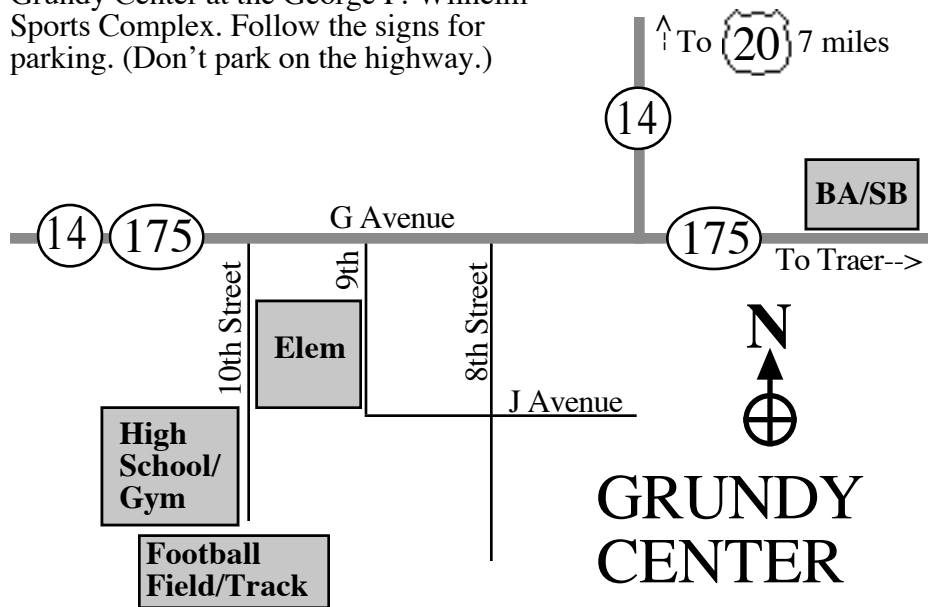 Sports Complex. Follow the signs for
parking. (Don't park on the highway.)
To 20 7 miles
14
BA/SB
G Avenue
14 175
175
To Traer-->
10th Street
9th
8th Street
Elem
N
J Avenue
High
School/
Gym
GRUNDY
CENTER
Football
Field/Track